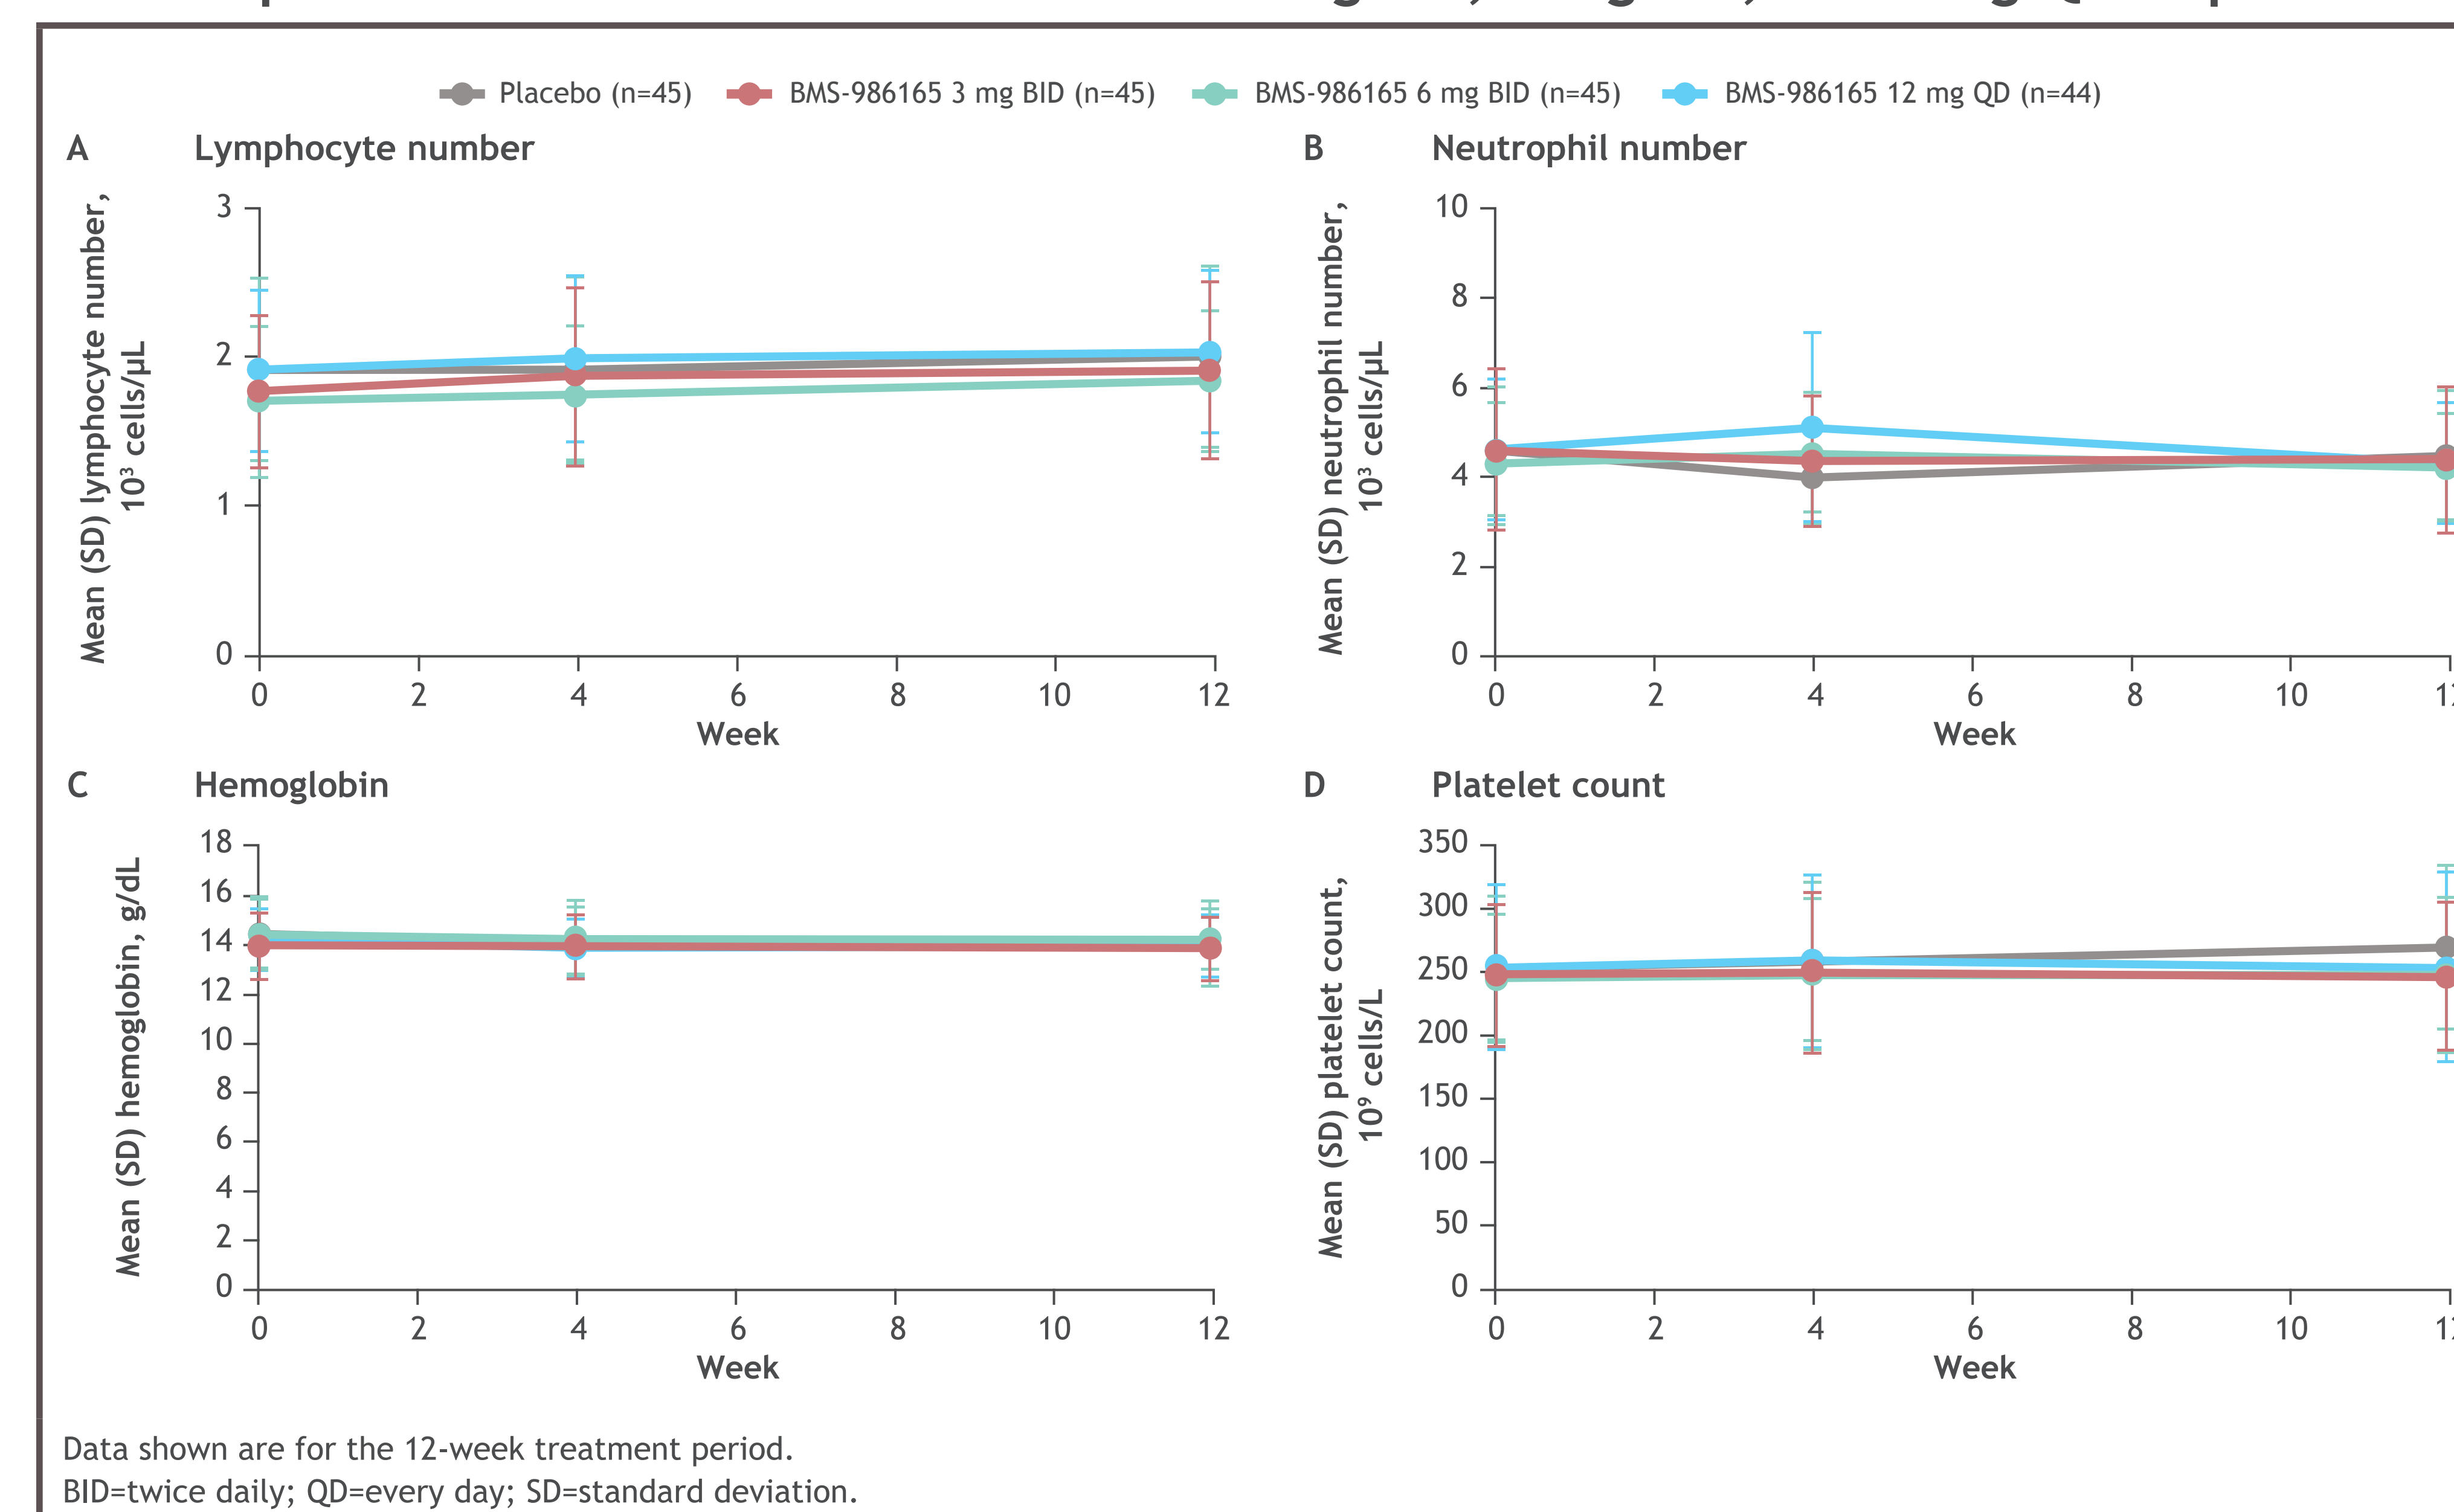 Placebo (n=45) BMS-986165 3 mg BID (n=45) BMS-986165 6 mg BID (n=45) BMS-986165 12 mg QD (n=44)
A Lymphocyte number
Mean (SD) lymphocyte number,
10³ cells/µL
3
2
1
0
0 2 4 6 8 10 12
Week
B Neutrophil number
Mean (SD) neutrophil number,
10³ cells/µL
10
8
6
4
2
0
0 2 4 6 8 10
Week
C Hemoglobin
Mean (SD) hemoglobin, g/dL
18
16
14
12
10
8
6
4
2
0
0 2 4 6 8 10 12
Week
D Platelet count
Mean (SD) platelet count,
10⁹ cells/L
350
300
250
200
150
100
50
0
0 2 4 6 8 10
Week
Data shown are for the 12-week treatment period.
BID=twice daily; QD=every day; SD=standard deviation.